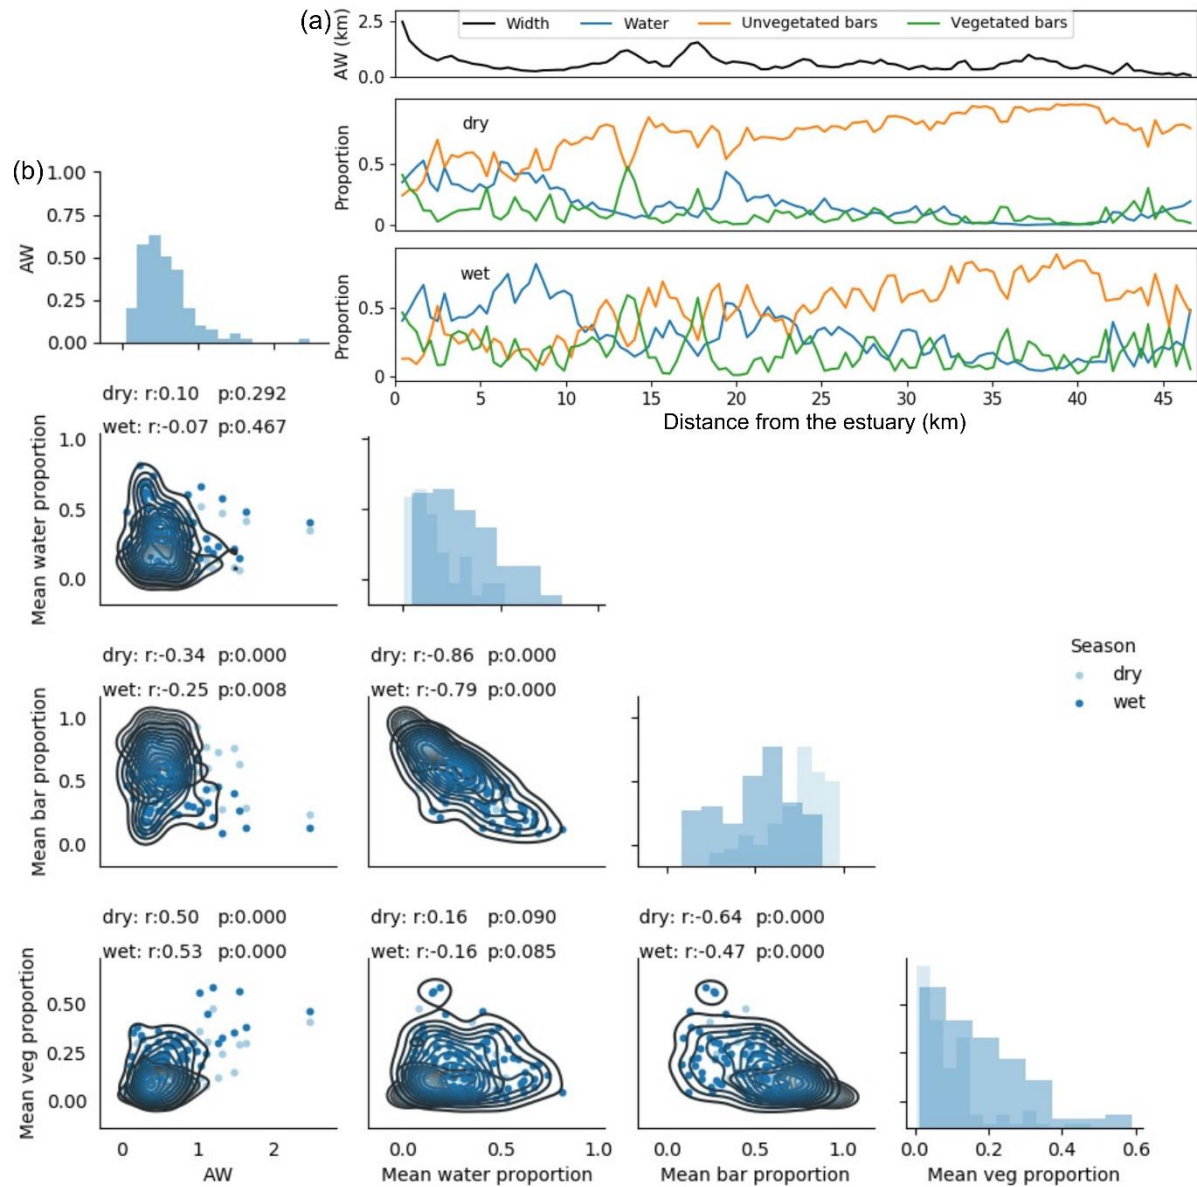 (a)
AW (km)
2.5
0.0
Width Water Unvegetated bars Vegetated bars
Proportion
0.5
0
dry
Proportion
0.5
0
wet
0 5 10 15 20 25 30 35 40 45
Distance from the estuary (km)
(b)
AW
1.00
0.75
0.50
0.25
0.00
dry: r:0.10 p:0.292
wet: r:-0.07 p:0.467
Mean water proportion
1.0
0.5
0.0
dry: r:-0.34 p:0.000
wet: r:-0.25 p:0.008
dry: r:-0.86 p:0.000
wet: r:-0.79 p:0.000
Mean bar proportion
1.0
0.5
0.0
Season
dry
wet
dry: r:0.50 p:0.000
wet: r:0.53 p:0.000
dry: r:0.16 p:0.090
wet: r:-0.16 p:0.085
dry: r:-0.64 p:0.000
wet: r:-0.47 p:0.000
Mean veg proportion
0.50
0.25
0.00
0 1 2
AW
0.0 0.5 1.0
Mean water proportion
0.0 0.5 1.0
Mean bar proportion
0.0 0.2 0.4 0.6
Mean veg proportion